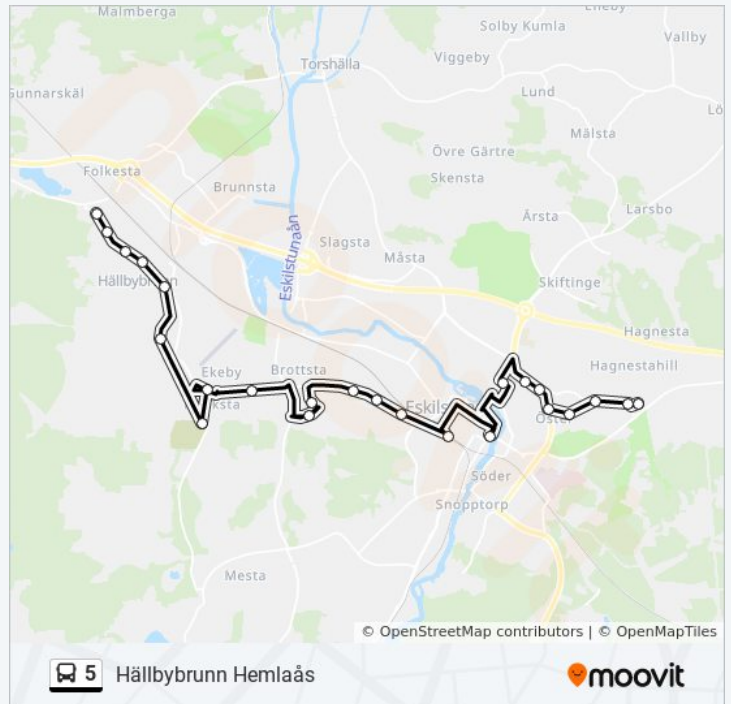 Malmberga
Solby Kumla
Vallby
Viggeby
Torshälla
Gunnarskäl
Lund
Mälsta
Övre Gärtre
Skensta
Folkesta
Brunnsta
Larsbo
Årsta
Eskilstunaån
Slagsta
Måsta
Hällbybrunn
Skiftinge
Hagnesta
Hagnestahill
Ekeby
Brottsta
Söder
Snopptorp
Mesta
© OpenStreetMap contributors | © OpenMapTiles
5 Hällbybrunn Hemlaås
moovit